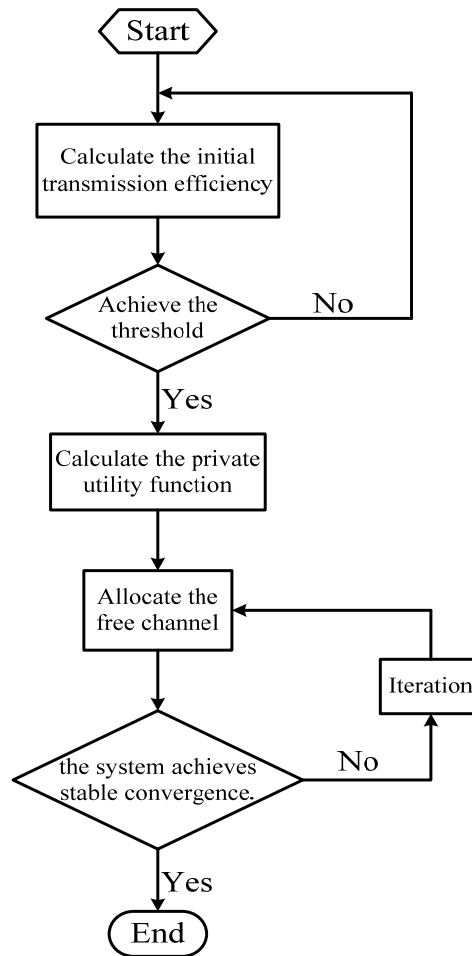 Start
Calculate the initial
transmission efficiency
Achieve the
threshold
No
Yes
Calculate the private
utility function
Allocate the
free channel
Iteration
the system achieves
stable convergence.
No
Yes
End